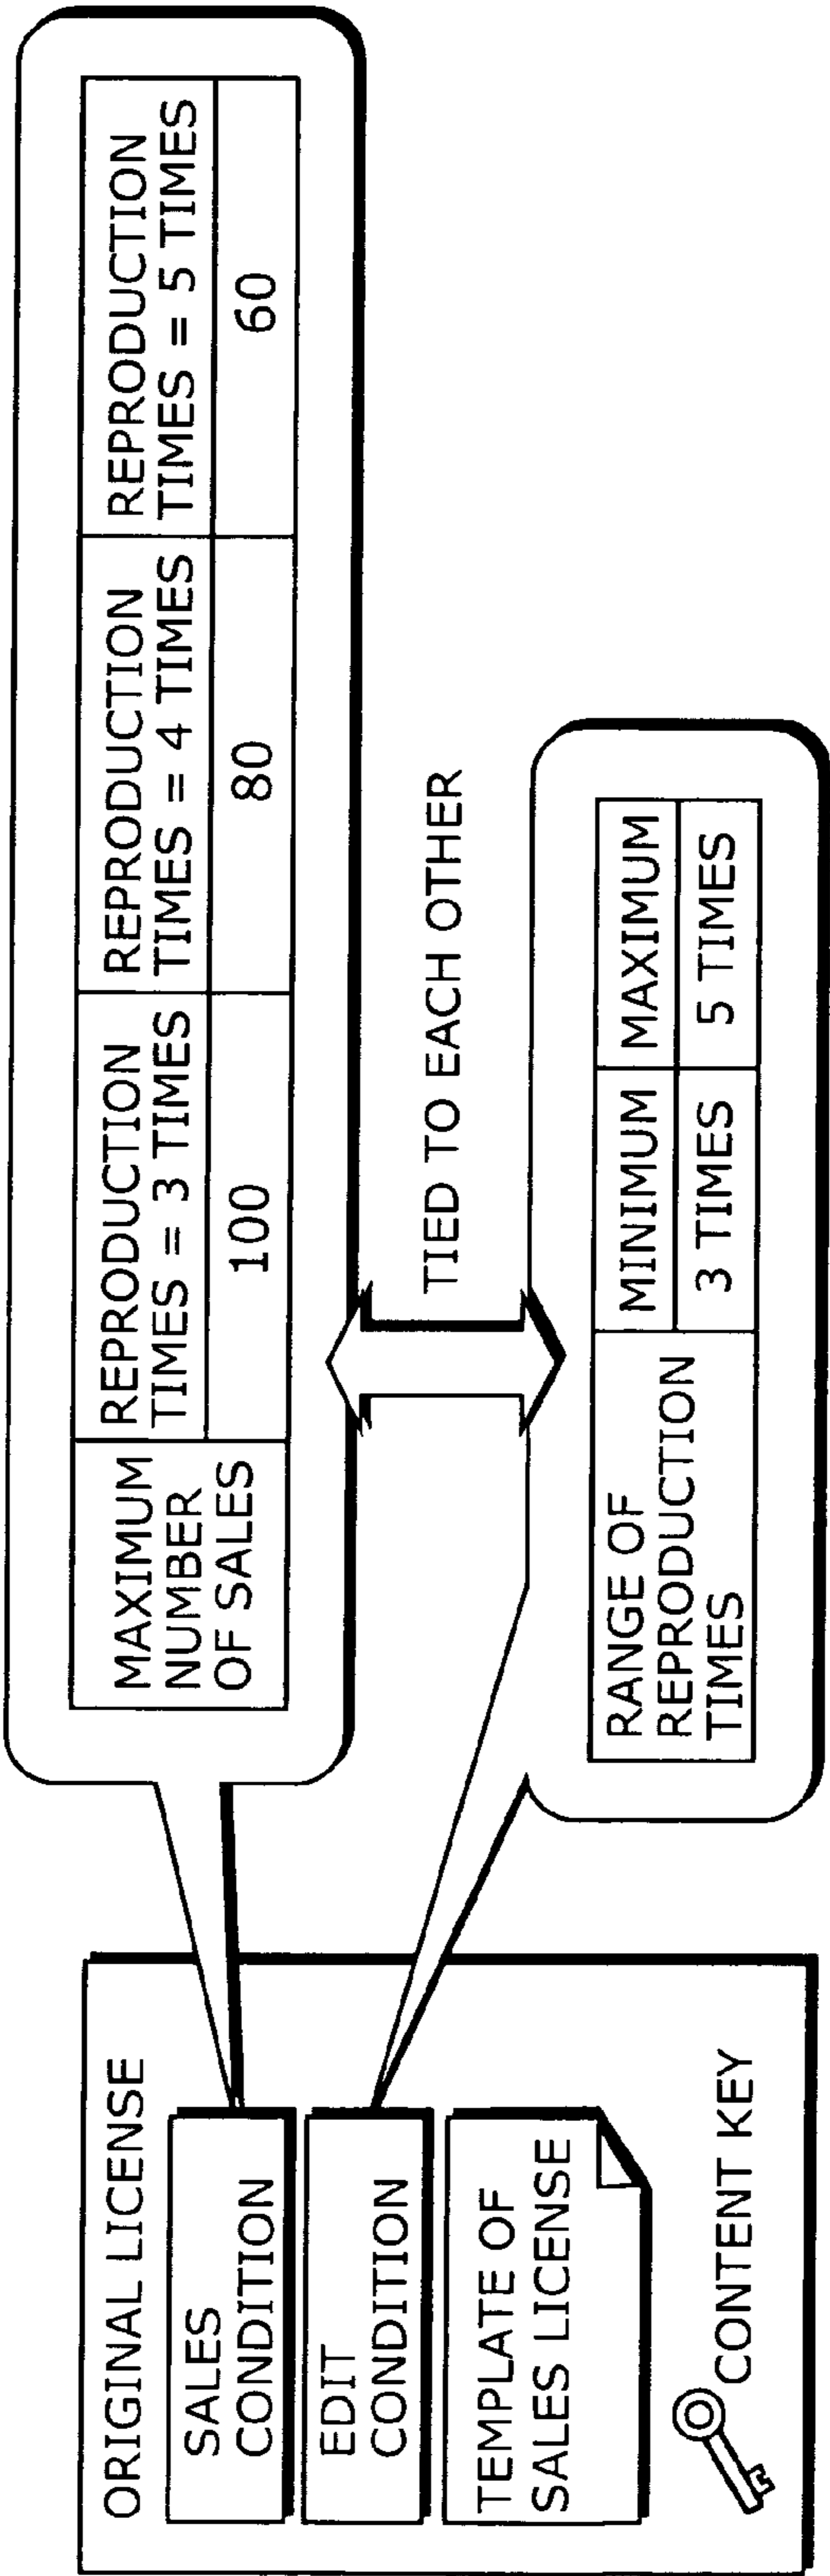 ORIGINAL LICENSE
SALES
CONDITION
EDIT
CONDITION
TEMPLATE OF
SALES LICENSE
CONTENT KEY
MAXIMUM
NUMBER
OF SALES
REPRODUCTION
TIMES = 3 TIMES
REPRODUCTION
TIMES = 4 TIMES
REPRODUCTION
TIMES = 5 TIMES
100
80
60
TIED TO EACH OTHER
RANGE OF
REPRODUCTION
TIMES
MINIMUM
MAXIMUM
3 TIMES
5 TIMES